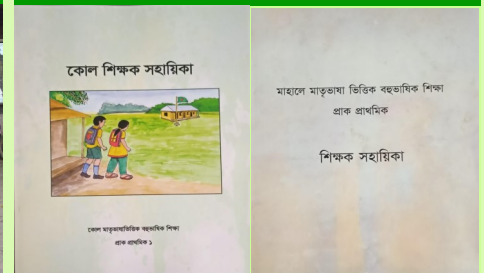 কোল শিক্ষক সহায়িকা
কোল মাতৃভাষাভিত্তিক বহুভাষিক শিক্ষা
প্রাক প্রাথমিক ১
মাহালে মাতৃভাষা ভিত্তিক বহুভাষিক শিক্ষা
প্রাক প্রাথমিক
শিক্ষক সহায়িকা